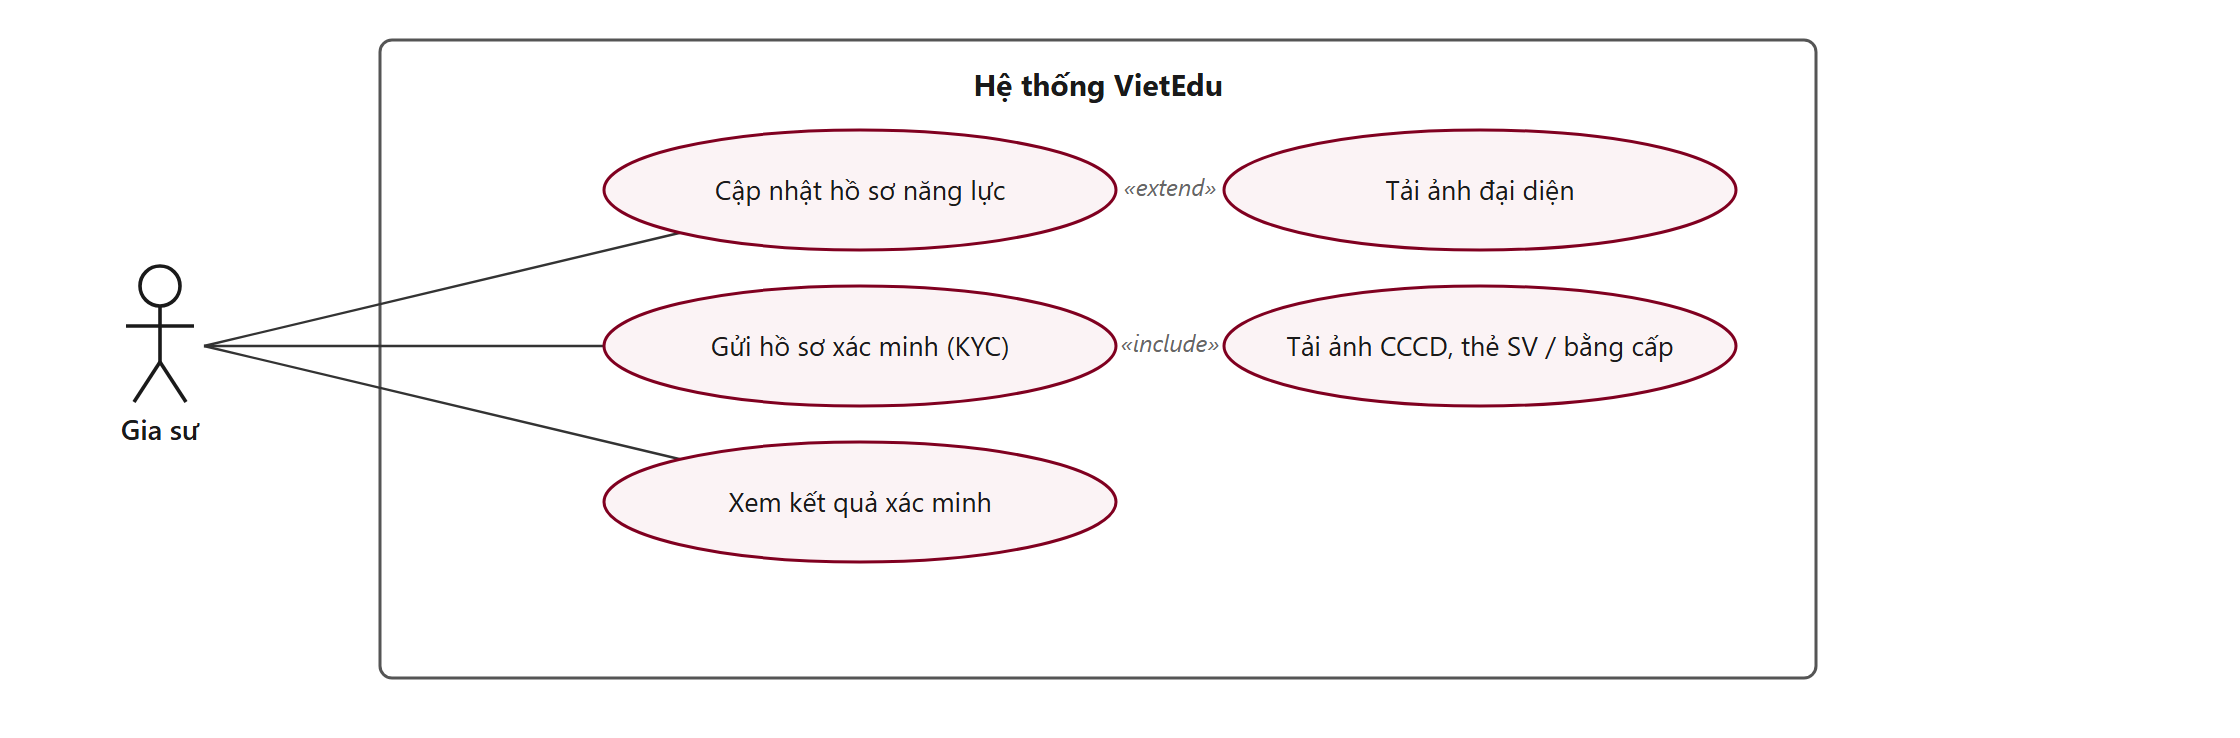 Hệ thống VietEdu
Cập nhật hồ sơ năng lực
«extend»
Tải ảnh đại diện
Gửi hồ sơ xác minh (KYC)
«include»
Tải ảnh CCCD, thẻ SV / bằng cấp
Gia sư
Xem kết quả xác minh